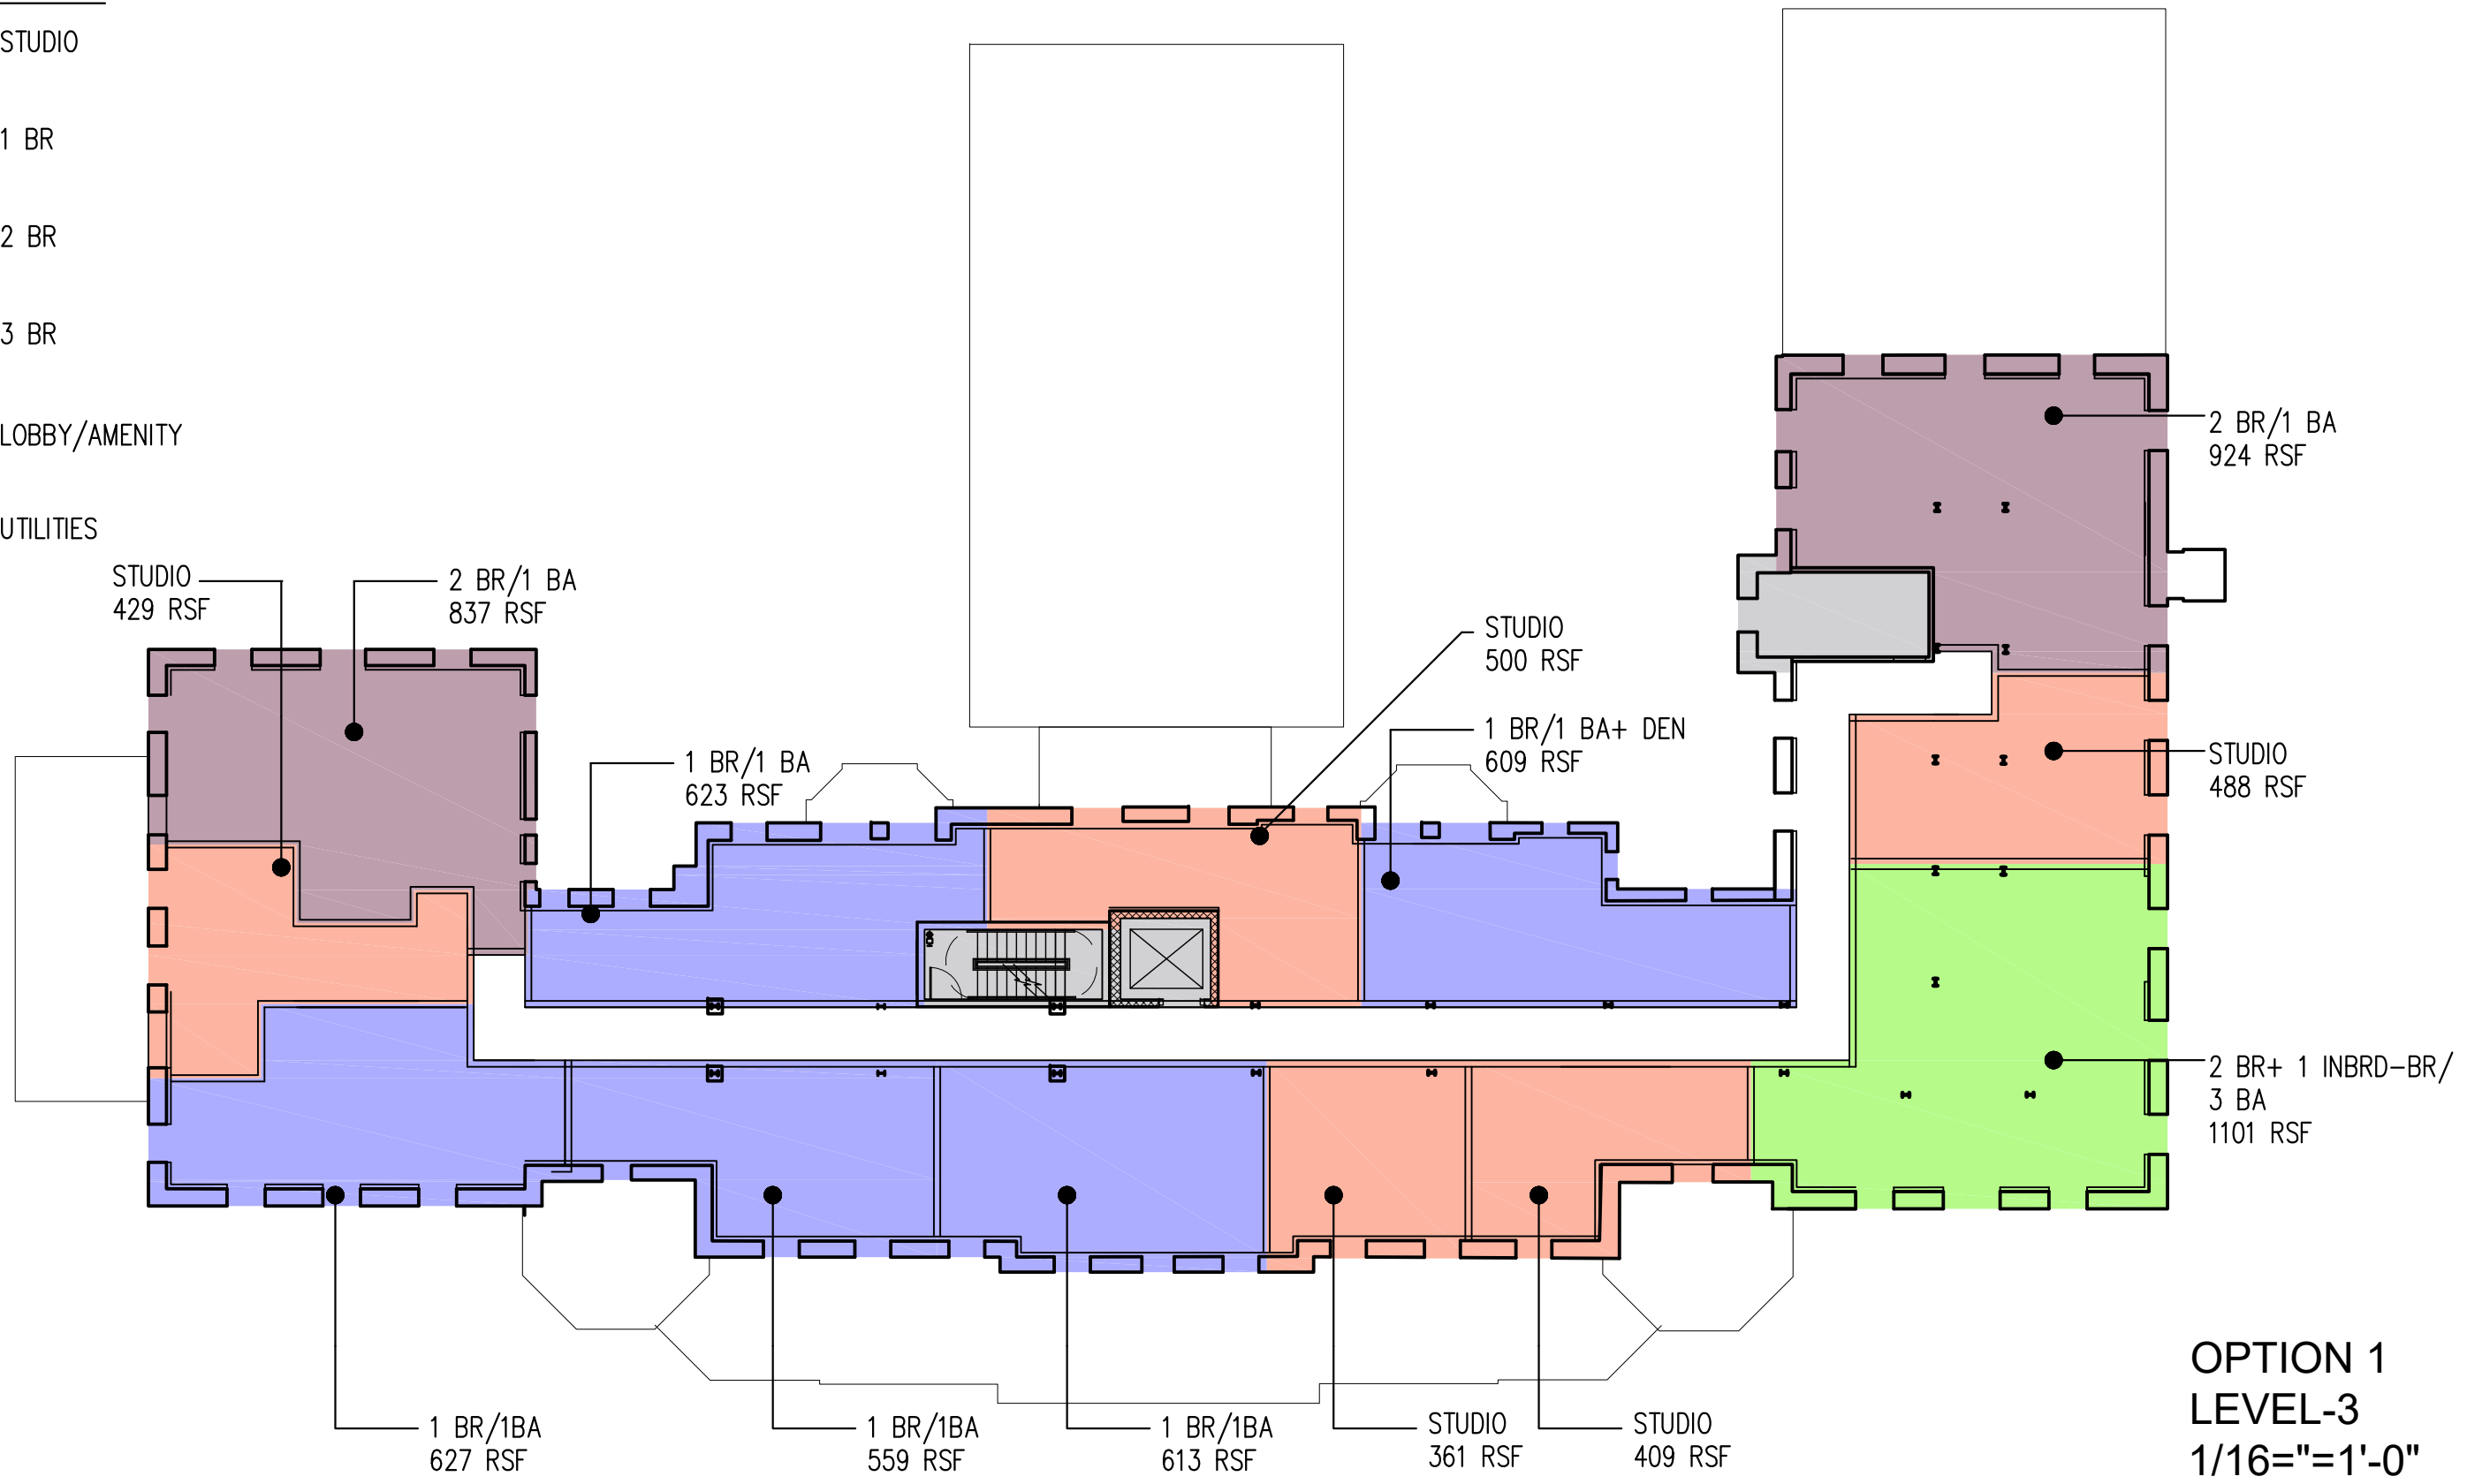 STUDIO
1 BR
2 BR
3 BR
LOBBY/AMENITY
UTILITIES
STUDIO
429 RSF
2 BR/1 BA
837 RSF
1 BR/1 BA
623 RSF
STUDIO
500 RSF
1 BR/1 BA+ DEN
609 RSF
2 BR/1 BA
924 RSF
STUDIO
488 RSF
2 BR+ 1 INBRD-BR/
3 BA
1101 RSF
1 BR/1BA
627 RSF
1 BR/1BA
559 RSF
1 BR/1BA
613 RSF
STUDIO
361 RSF
STUDIO
409 RSF
OPTION 1
LEVEL-3
1/16="=1'-0"